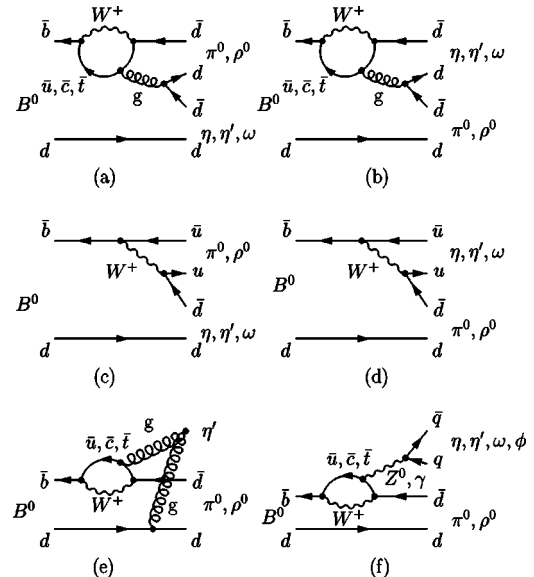 W⁺
b̄ d̄
π⁰, ρ⁰
ū, c̄, t̄ d
g d̄
B⁰
η, η′, ω
d d
(a)
W⁺
b̄ d̄
η, η′, ω
ū, c̄, t̄ d
g d̄
B⁰
π⁰, ρ⁰
d d
(b)
b̄ ū
π⁰, ρ⁰
W⁺ u
d̄
B⁰
η, η′, ω
d d
(c)
b̄ ū
η, η′, ω
W⁺ u
d̄
B⁰
π⁰, ρ⁰
d d
(d)
g η′
ū, c̄, t̄
b̄ d̄
W⁺ g π⁰, ρ⁰
B⁰
d d
(e)
q̄
ū, c̄, t̄ η, η′, ω, ϕ
q
Z⁰, γ
b̄ d̄
W⁺
B⁰ π⁰, ρ⁰
d d
(f)